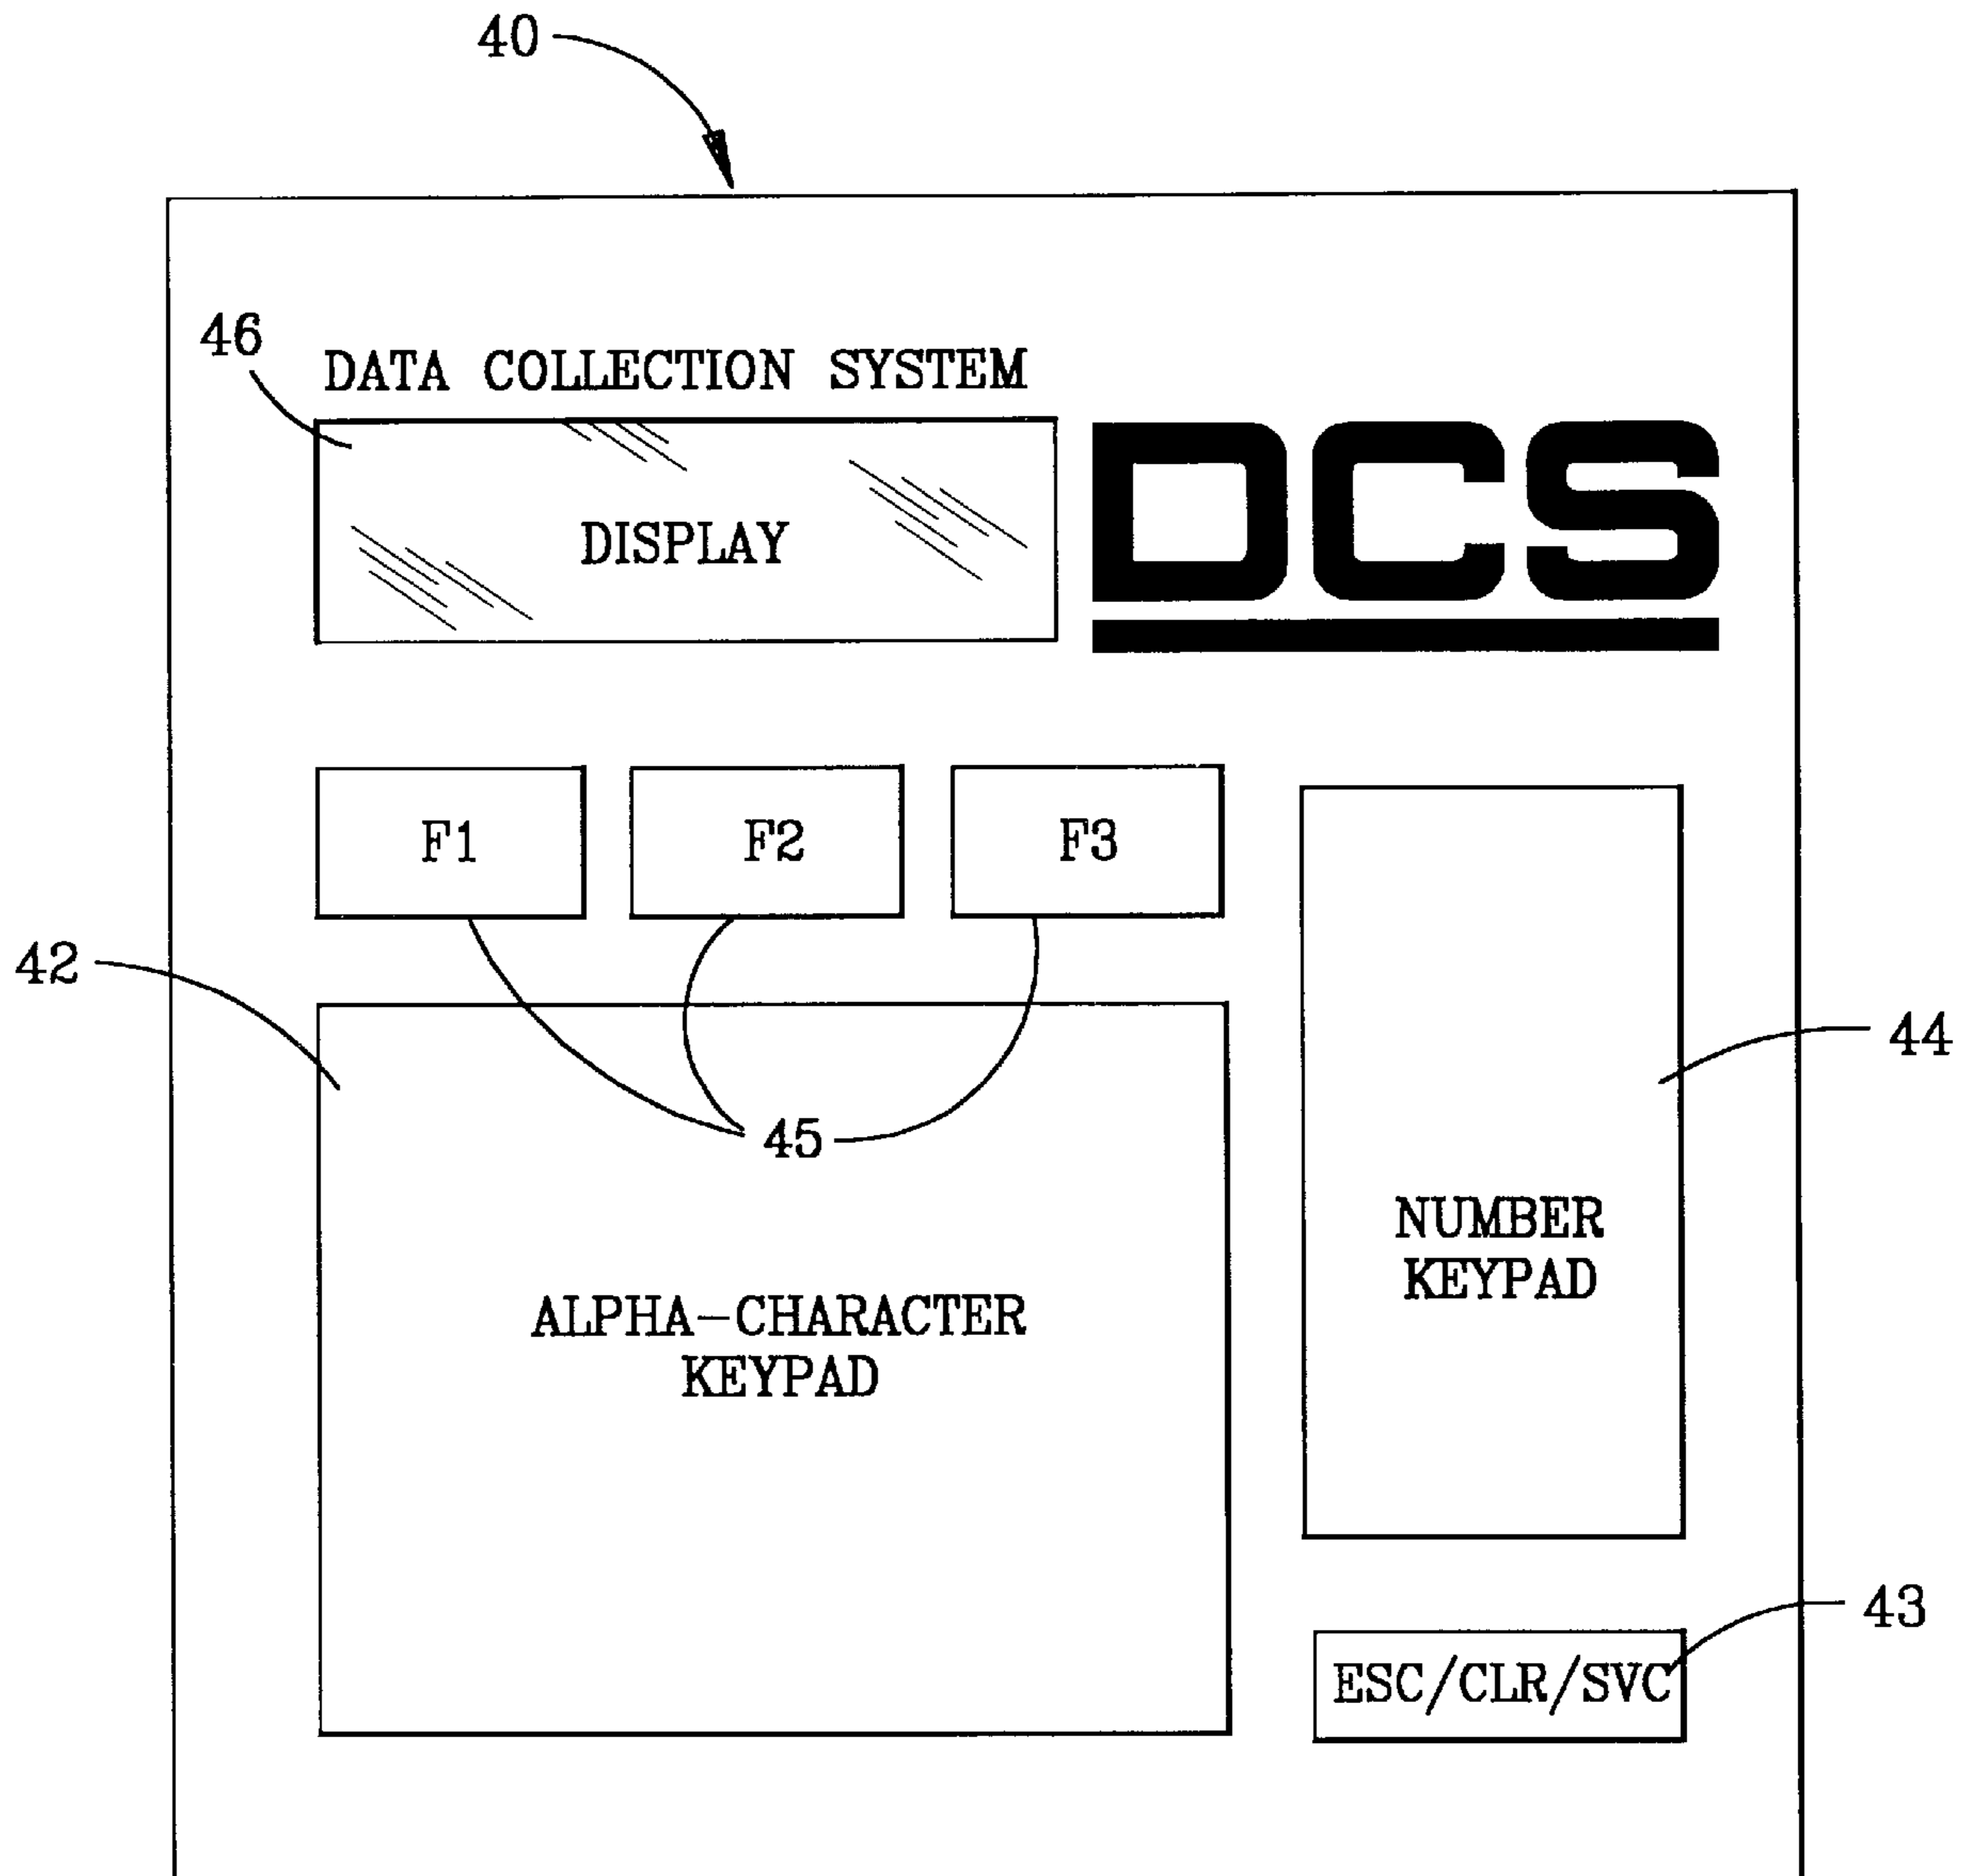 40
46
DATA COLLECTION SYSTEM
DISPLAY
DCS
F1
F2
F3
42
44
45
NUMBER
KEYPAD
ALPHA-CHARACTER
KEYPAD
43
ESC/CLR/SVC